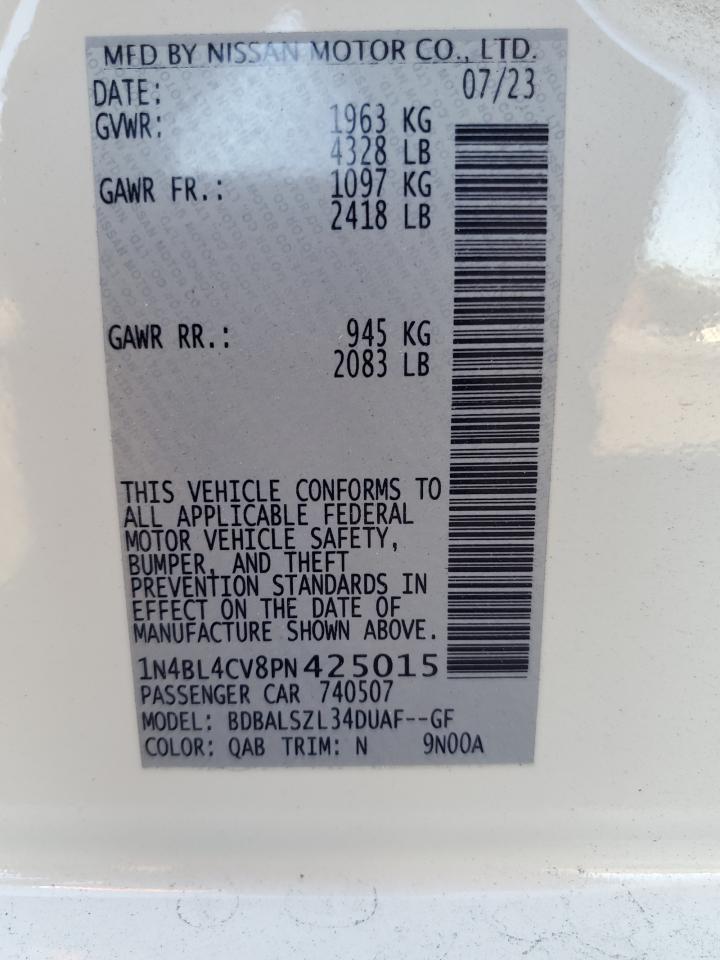 MFD BY NISSAN MOTOR CO., LTD.
DATE: 07/23
GVWR: 1963 KG
4328 LB
GAWR FR.: 1097 KG
2418 LB
GAWR RR.: 945 KG
2083 LB
THIS VEHICLE CONFORMS TO
ALL APPLICABLE FEDERAL
MOTOR VEHICLE SAFETY,
BUMPER, AND THEFT
PREVENTION STANDARDS IN
EFFECT ON THE DATE OF
MANUFACTURE SHOWN ABOVE.
1N4BL4CV8PN425015
PASSENGER CAR 740507
MODEL: BDBALSZL34DUAF--GF
COLOR: QAB TRIM: N 9N00A